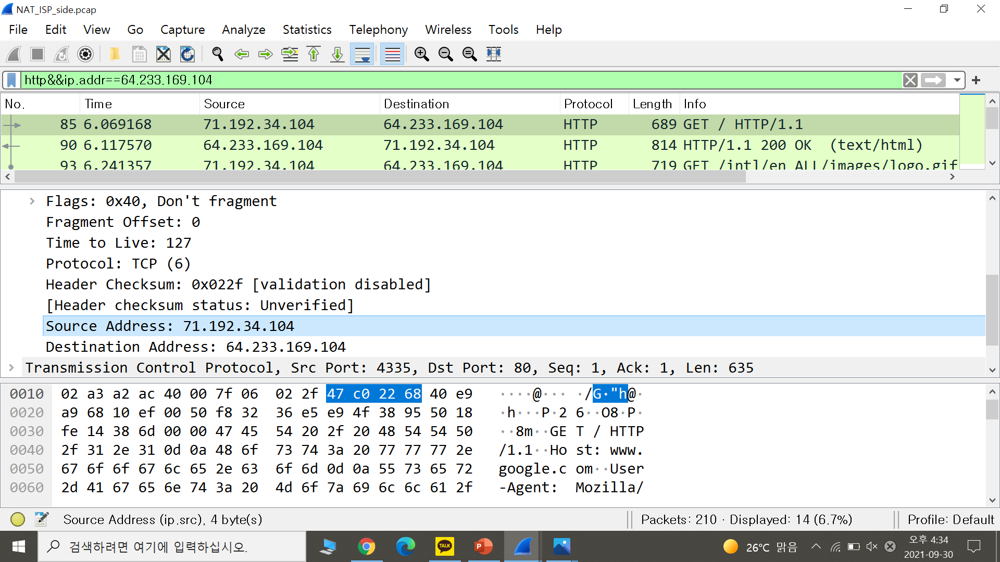 NAT_ISP_side.pcap
File Edit View Go Capture Analyze Statistics Telephony Wireless Tools Help
http&&ip.addr==64.233.169.104
No. Time Source Destination Protocol Length Info
85 6.069168 71.192.34.104 64.233.169.104 HTTP 689 GET / HTTP/1.1
90 6.117570 64.233.169.104 71.192.34.104 HTTP 814 HTTP/1.1 200 OK (text/html)
93 6.241357 71.192.34.104 64.233.169.104 HTTP 719 GET /intl/en_ALL/images/logo.gif
Flags: 0x40, Don't fragment
Fragment Offset: 0
Time to Live: 127
Protocol: TCP (6)
Header Checksum: 0x022f [validation disabled]
[Header checksum status: Unverified]
Source Address: 71.192.34.104
Destination Address: 64.233.169.104
Transmission Control Protocol, Src Port: 4335, Dst Port: 80, Seq: 1, Ack: 1, Len: 635
0010 02 a3 a2 ac 40 00 7f 06 02 2f 47 c0 22 68 40 e9 ····@··· ·/G·"h@·
0020 a9 68 10 ef 00 50 f8 32 36 e5 e9 4f 38 95 50 18 ·h···P·2 6··O8·P·
0030 fe 14 38 6d 00 00 47 45 54 20 2f 20 48 54 54 50 ··8m··GE T / HTTP
0040 2f 31 2e 31 0d 0a 48 6f 73 74 3a 20 77 77 77 2e /1.1··Ho st: www.
0050 67 6f 6f 67 6c 65 2e 63 6f 6d 0d 0a 55 73 65 72 google.c om··User
0060 2d 41 67 65 6e 74 3a 20 4d 6f 7a 69 6c 6c 61 2f -Agent: Mozilla/
Source Address (ip.src), 4 byte(s) Packets: 210 · Displayed: 14 (6.7%) Profile: Default
검색하려면 여기에 입력하십시오.
TALK
P
26°C 맑음
오후 4:34
2021-09-30